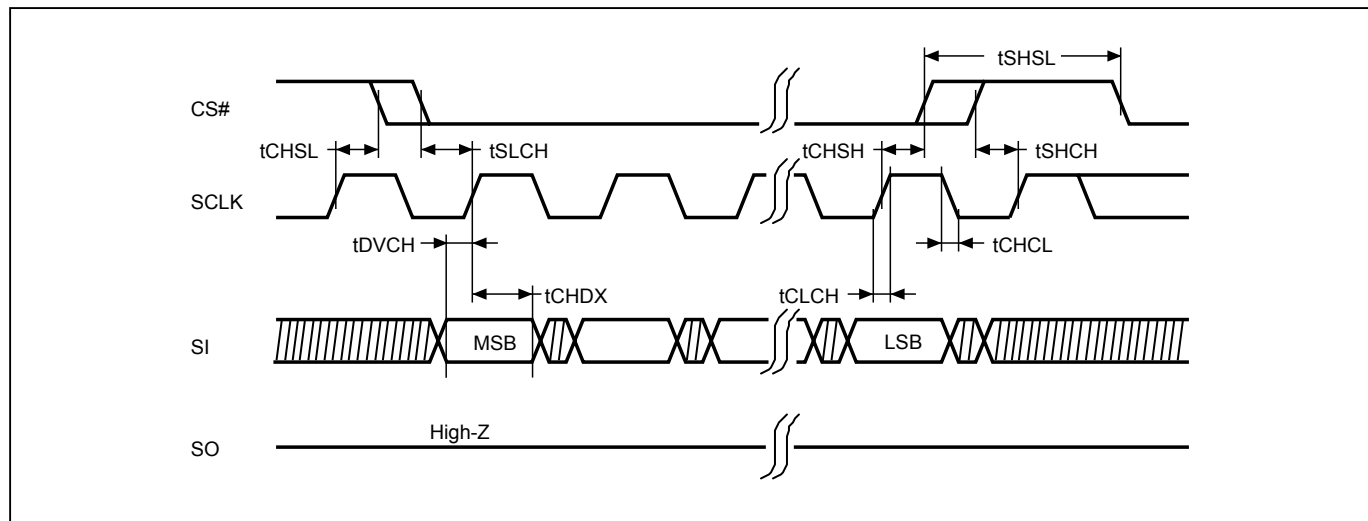 tSHSL
CS#
tCHSL
tSLCH
tCHSH
tSHCH
SCLK
tDVCH
tCHCL
tCHDX
tCLCH
SI
MSB
LSB
High-Z
SO